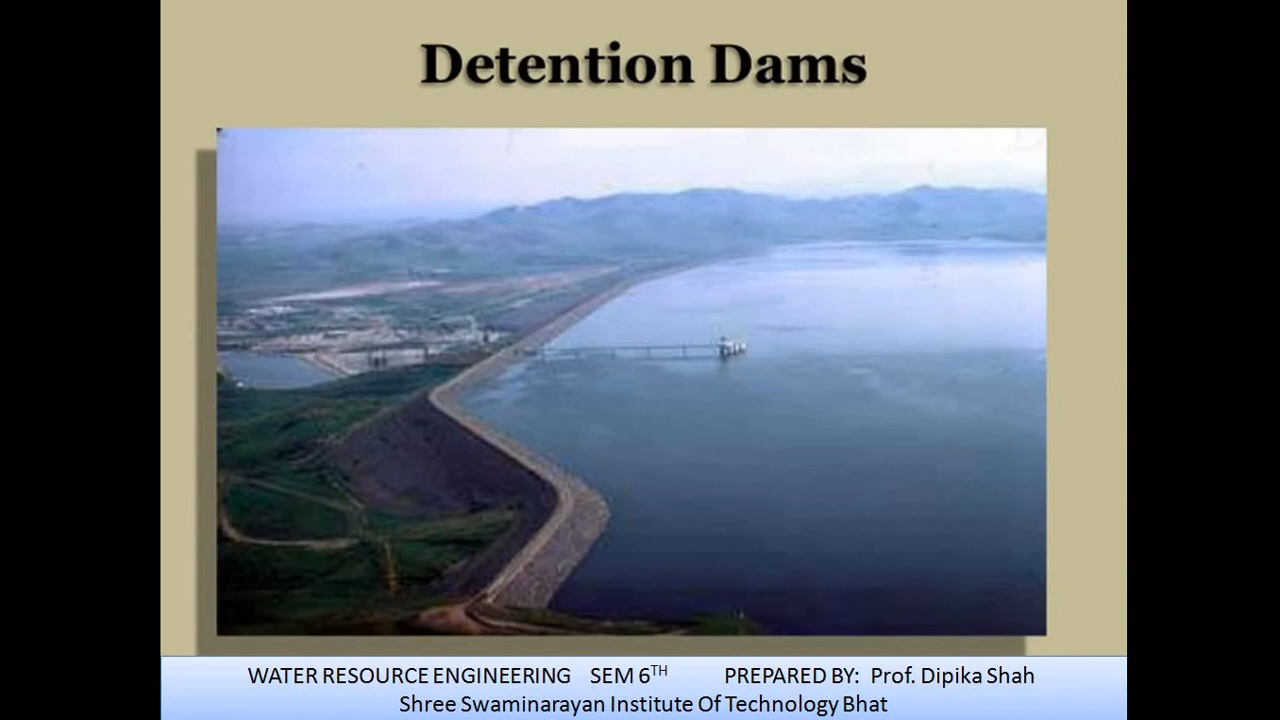 Detention Dams
WATER RESOURCE ENGINEERING SEM 6TH PREPARED BY: Prof. Dipika Shah
Shree Swaminarayan Institute Of Technology Bhat